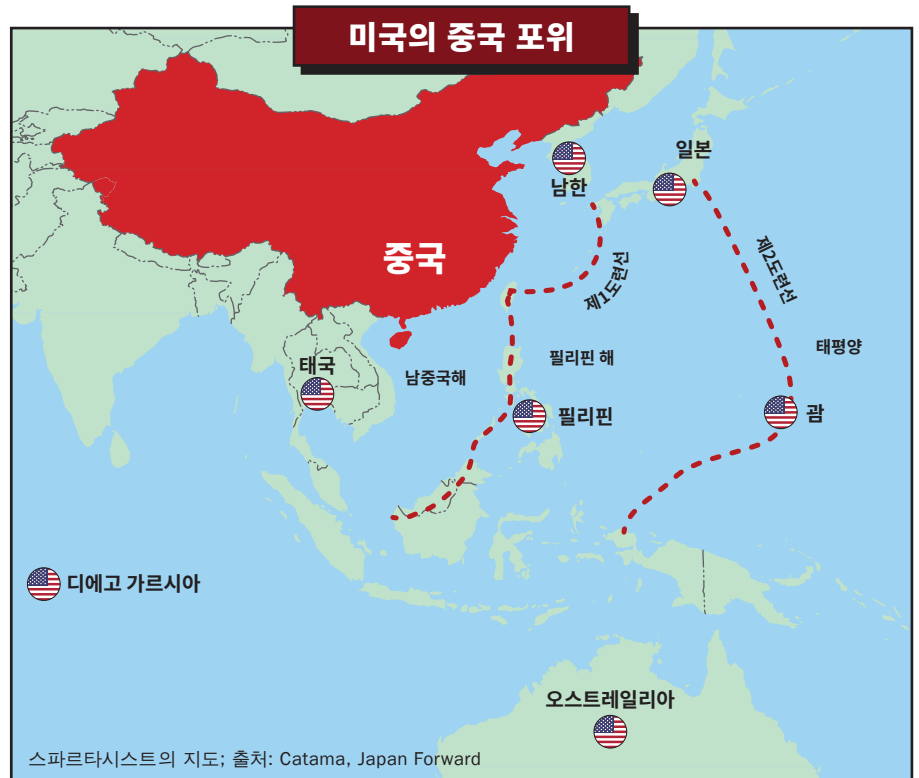 미국의 중국 포위
일본
남한
중국
제1도련선
제2도련선
태평양
필리핀 해
남중국해
태국
필리핀
괌
디에고 가르시아
오스트레일리아
스파르타시스트의 지도; 출처: Catama, Japan Forward